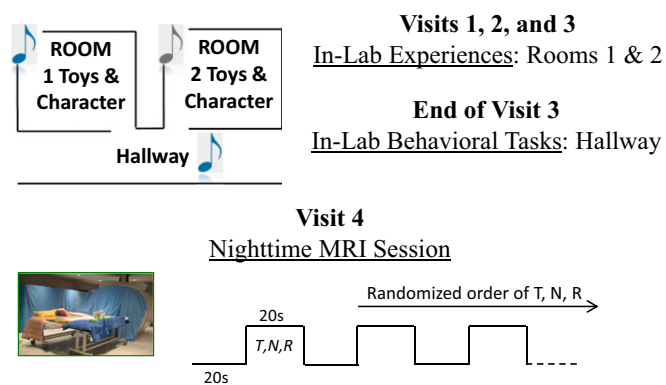 ROOM
1 Toys &
Character
ROOM
2 Toys &
Character
Hallway
Visits 1, 2, and 3
In-Lab Experiences: Rooms 1 & 2
End of Visit 3
In-Lab Behavioral Tasks: Hallway
Visit 4
Nighttime MRI Session
20s
T,N,R
20s
Randomized order of T, N, R